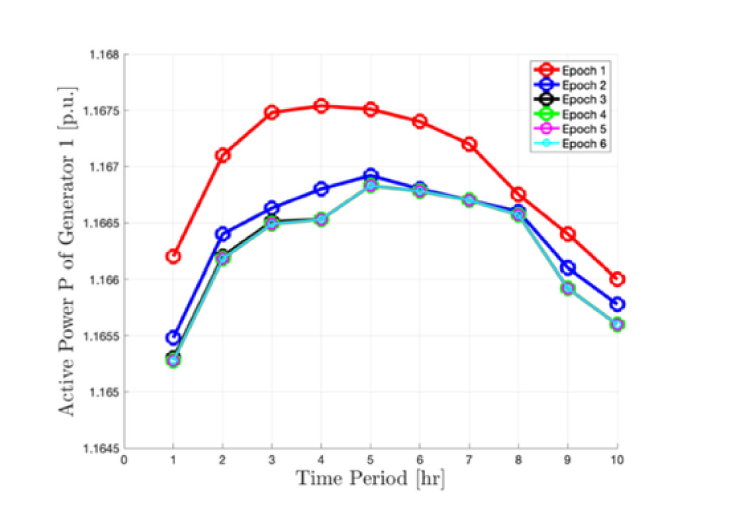 1.168
1.1675
1.167
1.1665
1.166
1.1655
1.165
1.1645
0 1 2 3 4 5 6 7 8 9 10
Time Period [hr]
Active Power P of Generator 1 [p.u.]
Epoch 1
Epoch 2
Epoch 3
Epoch 4
Epoch 5
Epoch 6